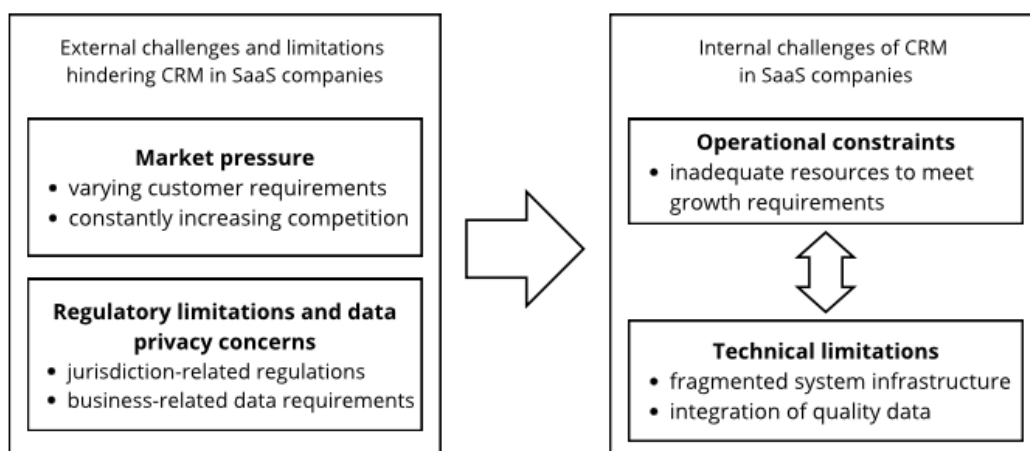 External challenges and limitations
hindering CRM in SaaS companies
Market pressure
• varying customer requirements
• constantly increasing competition
Regulatory limitations and data
privacy concerns
• jurisdiction-related regulations
• business-related data requirements
Internal challenges of CRM
in SaaS companies
Operational constraints
• inadequate resources to meet
growth requirements
Technical limitations
• fragmented system infrastructure
• integration of quality data